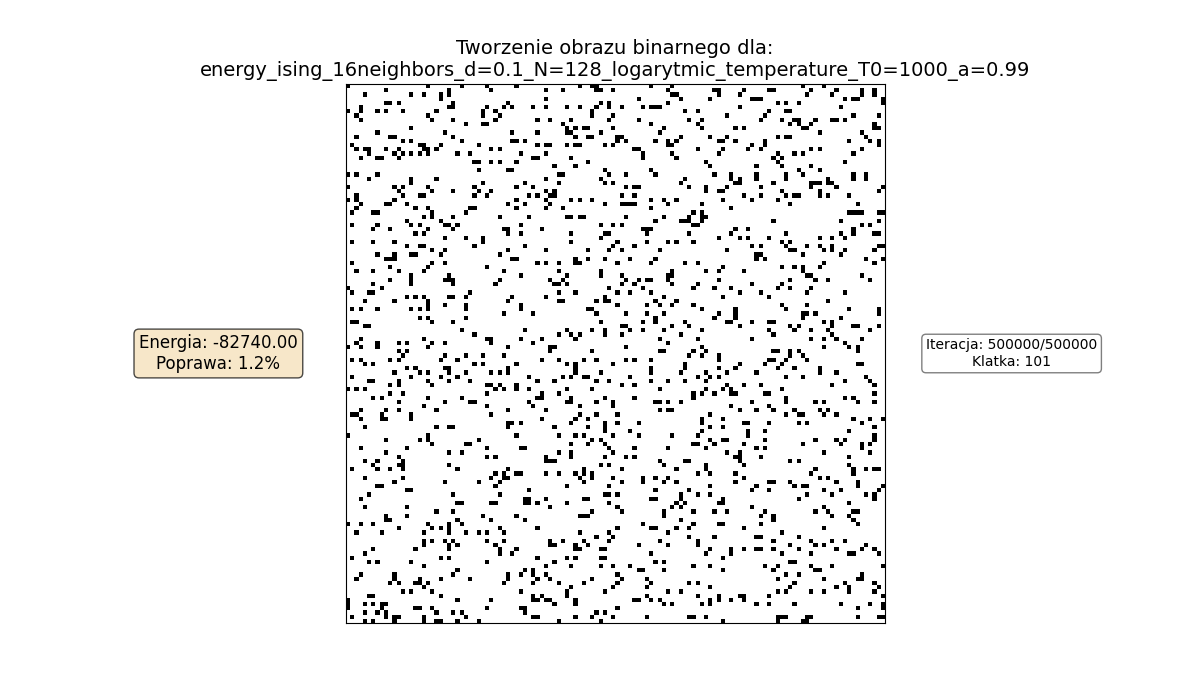 Tworzenie obrazu binarnego dla:
energy_ising_16neighbors_d=0.1_N=128_logarytmic_temperature_T0=1000_a=0.99
Energia: -82740.00
Poprawa: 1.2%
Iteracja: 500000/500000
Klatka: 101